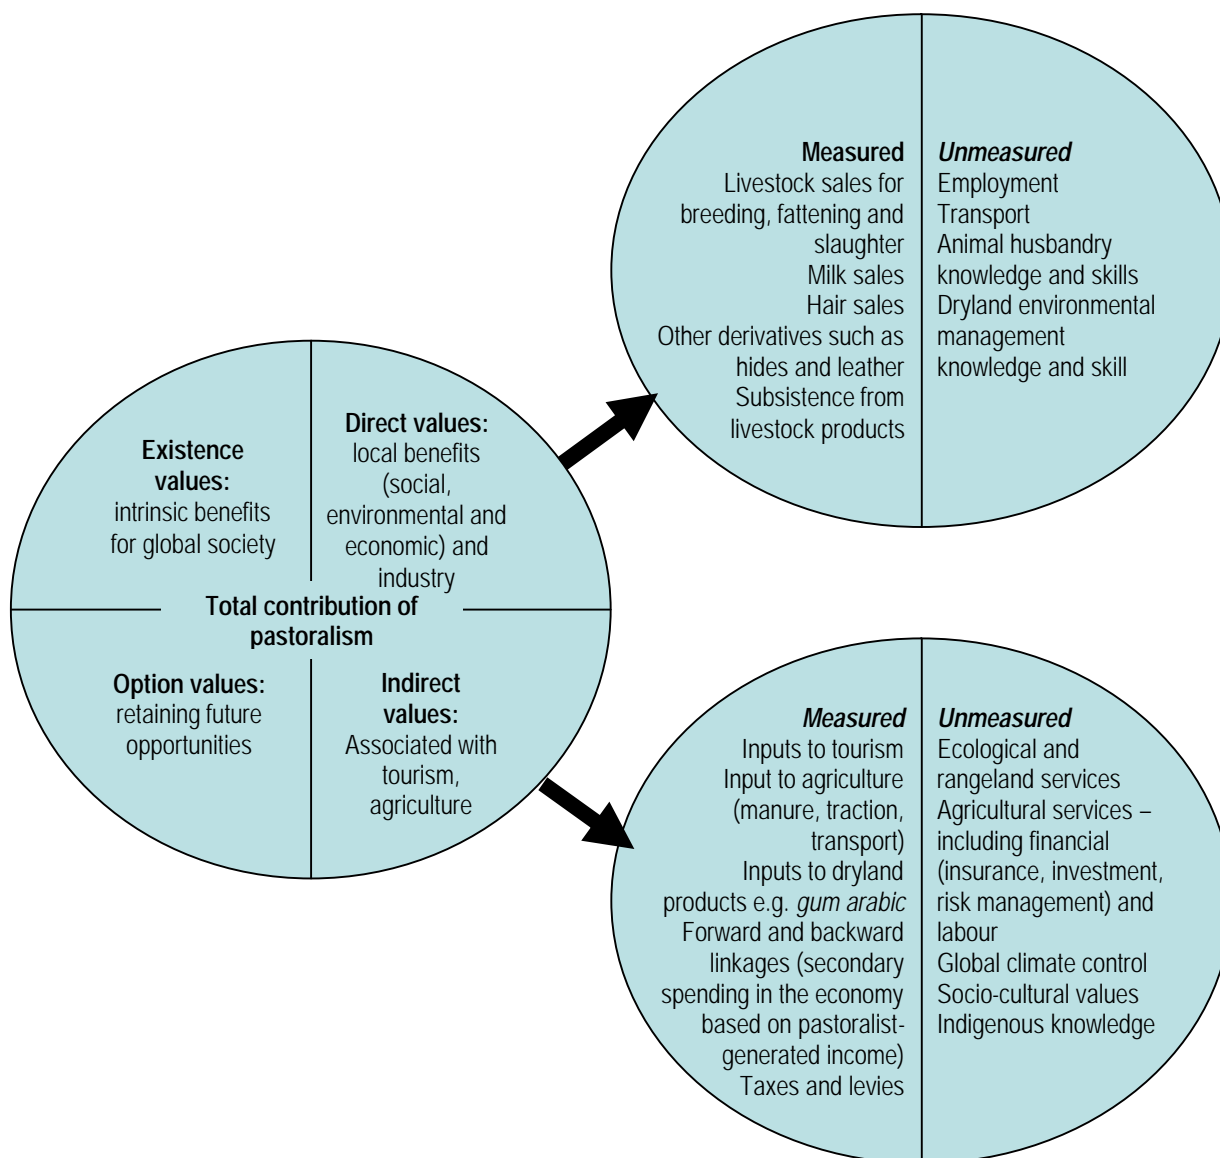 Measured
Livestock sales for
breeding, fattening and
slaughter
Milk sales
Hair sales
Other derivatives such as
hides and leather
Subsistence from
livestock products
Unmeasured
Employment
Transport
Animal husbandry
knowledge and skills
Dryland environmental
management
knowledge and skill
Existence
values:
intrinsic benefits
for global society
Direct values:
local benefits
(social,
environmental and
economic) and
industry
Total contribution of
pastoralism
Option values:
retaining future
opportunities
Indirect
values:
Associated with
tourism,
agriculture
Measured
Inputs to tourism
Input to agriculture
(manure, traction,
transport)
Inputs to dryland
products e.g. gum arabic
Forward and backward
linkages (secondary
spending in the economy
based on pastoralist-
generated income)
Taxes and levies
Unmeasured
Ecological and
rangeland services
Agricultural services –
including financial
(insurance, investment,
risk management) and
labour
Global climate control
Socio-cultural values
Indigenous knowledge